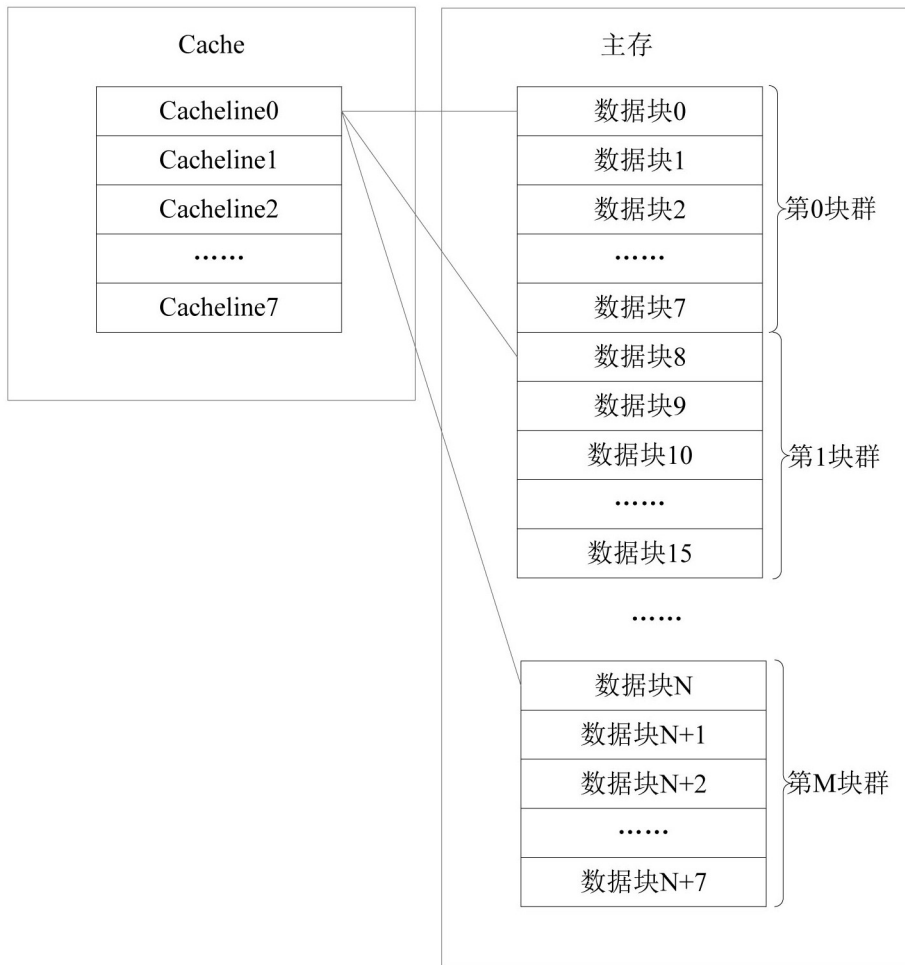 Cache
Cacheline0
Cacheline1
Cacheline2
……
Cacheline7
主存
数据块0
数据块1
数据块2
……
数据块7
第0块群
数据块8
数据块9
数据块10
……
数据块15
第1块群
……
数据块N
数据块N+1
数据块N+2
……
数据块N+7
第M块群